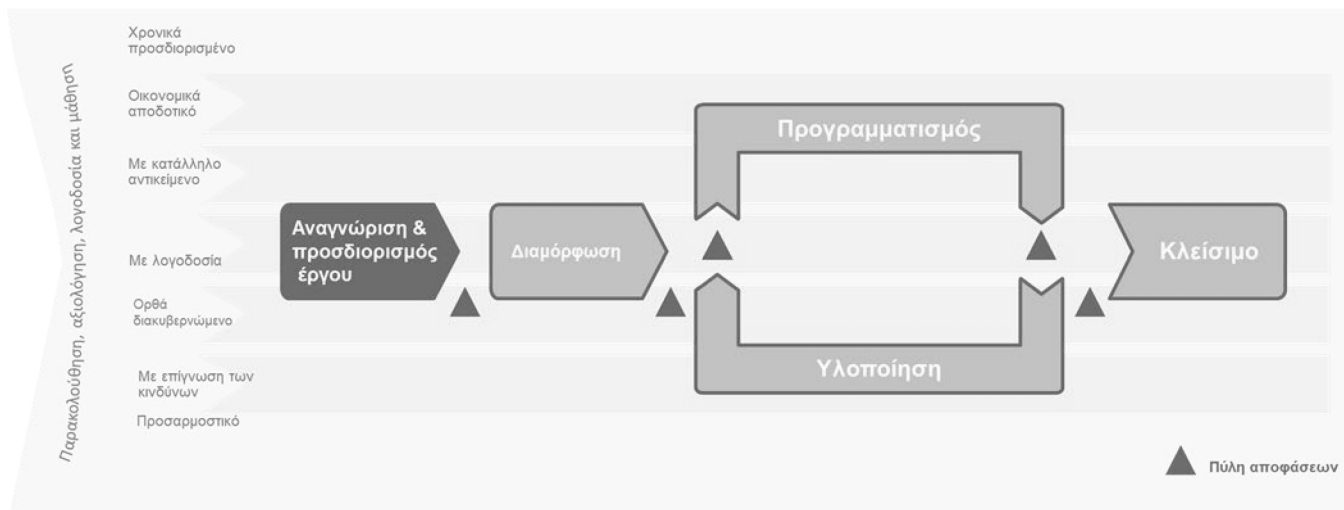 Παρακολούθηση, αξιολόγηση, λογοδοσία και μάθηση
Χρονικά
προσδιορισμένο
Οικονομικά
αποδοτικό
Με κατάλληλο
αντικείμενο
Με λογοδοσία
Ορθά
διακυβερνώμενο
Με επίγνωση των
κινδύνων
Προσαρμοστικό
Αναγνώριση &
προσδιορισμός
έργου
Διαμόρφωση
Προγραμματισμός
Υλοποίηση
Κλείσιμο
Πύλη αποφάσεων